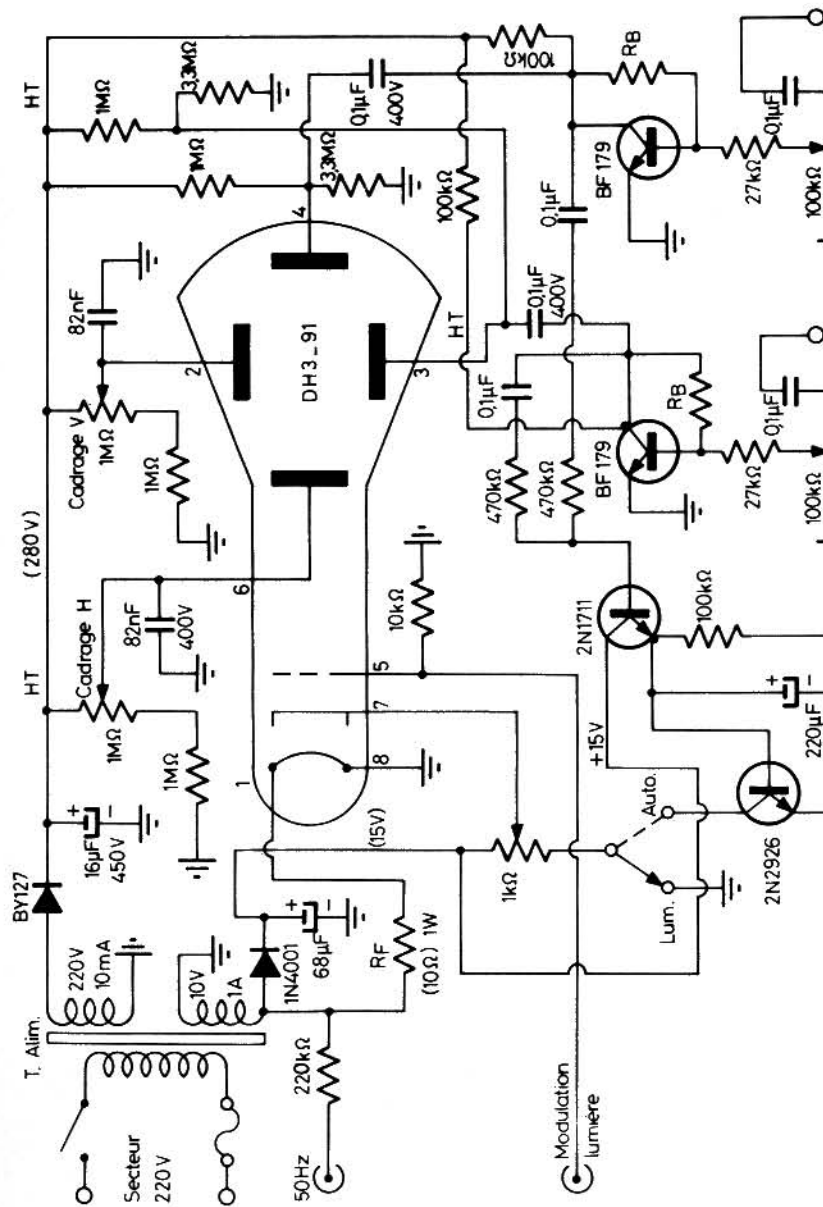 HT
(280V)
HT
BY127
16µF
450V
+
-
Cadrage H
1MΩ
1MΩ
Cadrage V
1MΩ
1MΩ
82nF
82nF
400V
1MΩ
3,3MΩ
1MΩ
3,3MΩ
T. Alim.
220V
10mA
10V
1A
Secteur
220V
1N4001
68µF
+
-
(15V)
RF
(10Ω) 1W
220kΩ
50Hz
1
2
3
4
5
6
7
8
DH3_91
10kΩ
0,1µF
400V
100kΩ
100kΩ
HT
0,1µF
400V
0,1µF
0,1µF
470kΩ
470kΩ
BF179
RB
27kΩ
100kΩ
0,1µF
BF179
RB
27kΩ
100kΩ
0,1µF
1kΩ
Modulation
lumière
Lum.
Auto.
+15V
2N1711
100kΩ
220µF
+
-
2N2926